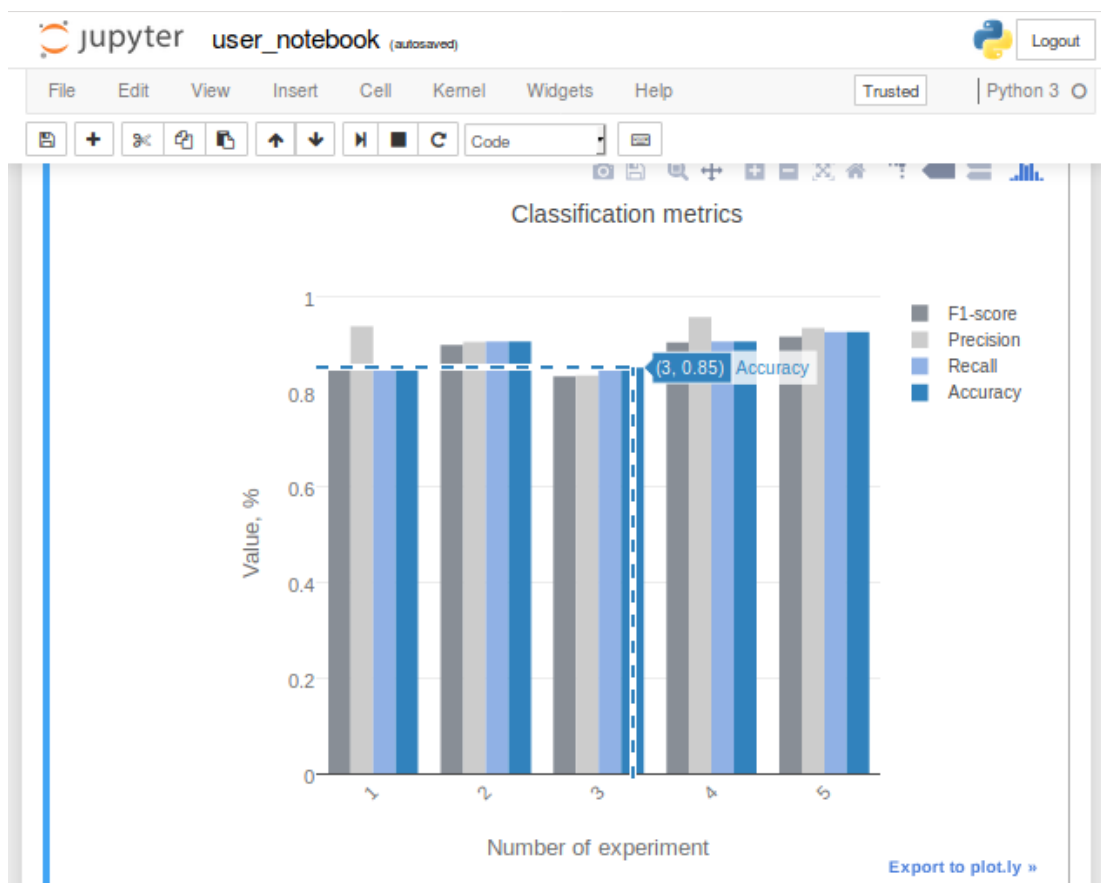 jupyter user_notebook (autosaved) Logout
File Edit View Insert Cell Kernel Widgets Help Trusted Python 3
Code
Classification metrics
1
0.8
0.6
0.4
0.2
0
Value, %
(3, 0.85) Accuracy
F1-score
Precision
Recall
Accuracy
1 2 3 4 5
Number of experiment
Export to plot.ly »